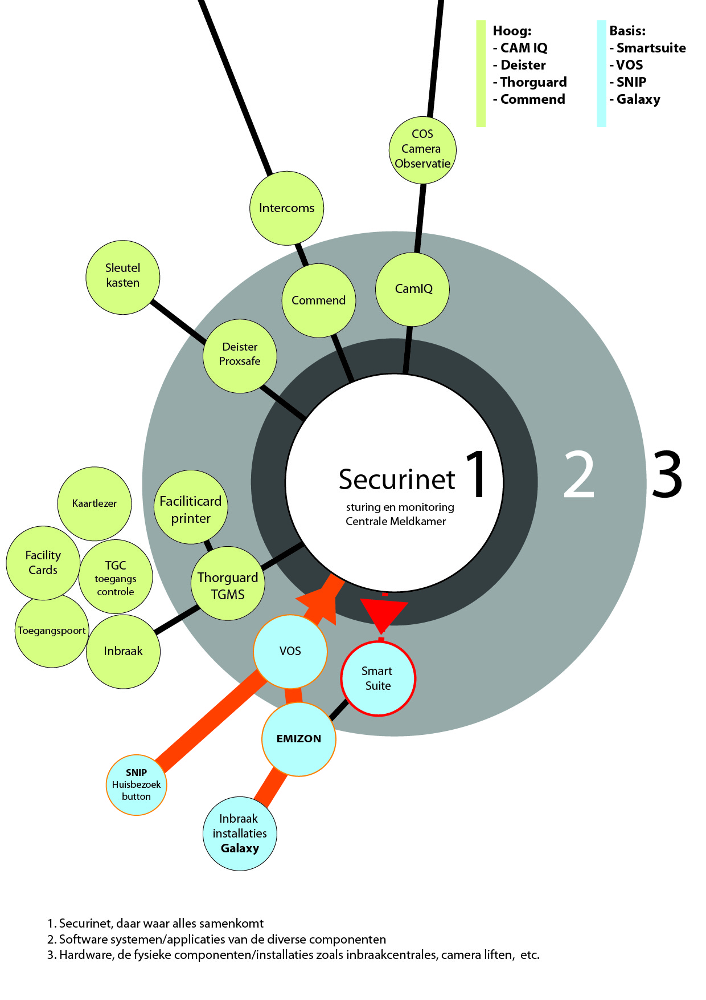 Hoog:
- CAM IQ
- Deister
- Thorguard
- Commend
Basis:
- Smartsuite
- VOS
- SNIP
- Galaxy
COS
Camera
Observatie
Intercoms
Sleutel
kasten
Commend
CamIQ
Deister
Proxsafe
Securinet
sturing en monitoring
Centrale Meldkamer
1
2
3
Faciliticard
printer
Kaartlezer
Facility
Cards
TGC
toegangs
controle
Thorguard
TGMS
Toegangspoort
Inbraak
VOS
Smart
Suite
EMIZON
SNIP
Huisbezoek
button
Inbraak
installaties
Galaxy
1. Securinet, daar waar alles samenkomt
2. Software systemen/applicaties van de diverse componenten
3. Hardware, de fysieke componenten/installaties zoals inbraakcentrales, camera liften, etc.